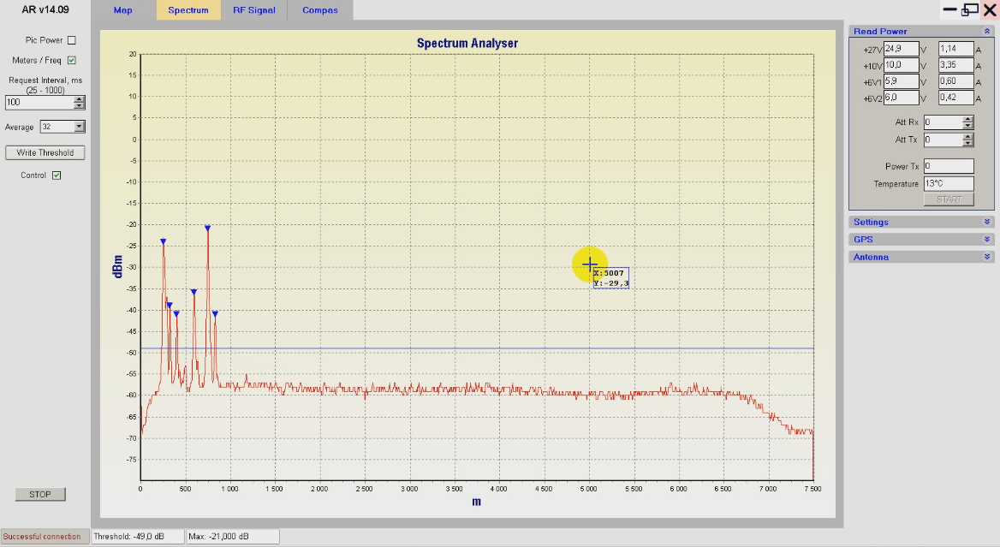 AR v14.09
Map
Spectrum
RF Signal
Compas
Pic Power
Meters / Freq
Request Interval, ms
(25 - 1000)
100
Average 32
Write Threshold
Control
STOP
Spectrum Analyser
20
15
10
5
0
-5
-10
-15
-20
-25
-30
-35
-40
-45
-50
-55
-60
-65
-70
-75
dBm
X:5007
Y:-29,3
0 500 1 000 1 500 2 000 2 500 3 000 3 500 4 000 4 500 5 000 5 500 6 000 6 500 7 000 7 500
m
Read Power
+27V 24,9 V 1,14 A
+10V 10,0 V 3,35 A
+6V1 5,9 V 0,60 A
+6V2 6,0 V 0,42 A
Att Rx 0
Att Tx 0
Power Tx 0
Temperature 13°C
START
Settings
GPS
Antenna
Successful connection
Threshold: -49,0 dB
Max: -21,000 dB